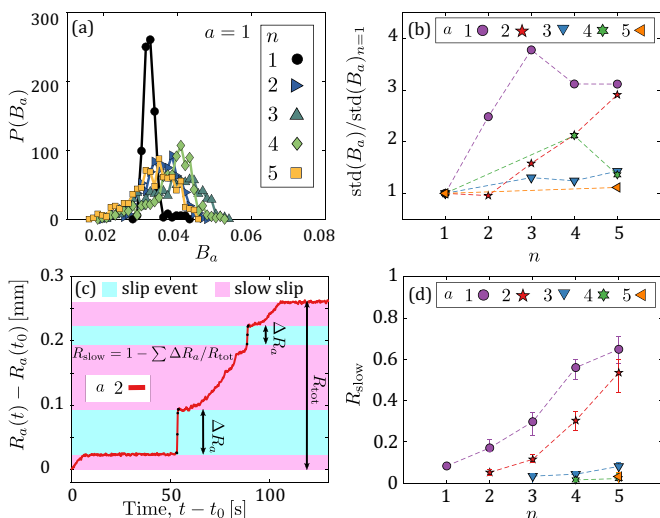 (a)
a = 1
n
1
2
3
4
5
P(B_a)
300
200
100
0
0.02 0.04 0.06 0.08
B_a
(b)
a 1 2 3 4 5
std(B_a)/std(B_a)_{n=1}
4
3
2
1
1 2 3 4 5
n
(c)
slip event slow slip
R_slow = 1 − ∑ ΔR_a/R_tot
a 2
ΔR_a
ΔR_a
R_tot
R_a(t) − R_a(t_0) [mm]
0.3
0.2
0.1
0
0 50 100
Time, t − t_0 [s]
(d)
a 1 2 3 4 5
R_slow
1
0.8
0.6
0.4
0.2
0
1 2 3 4 5
n